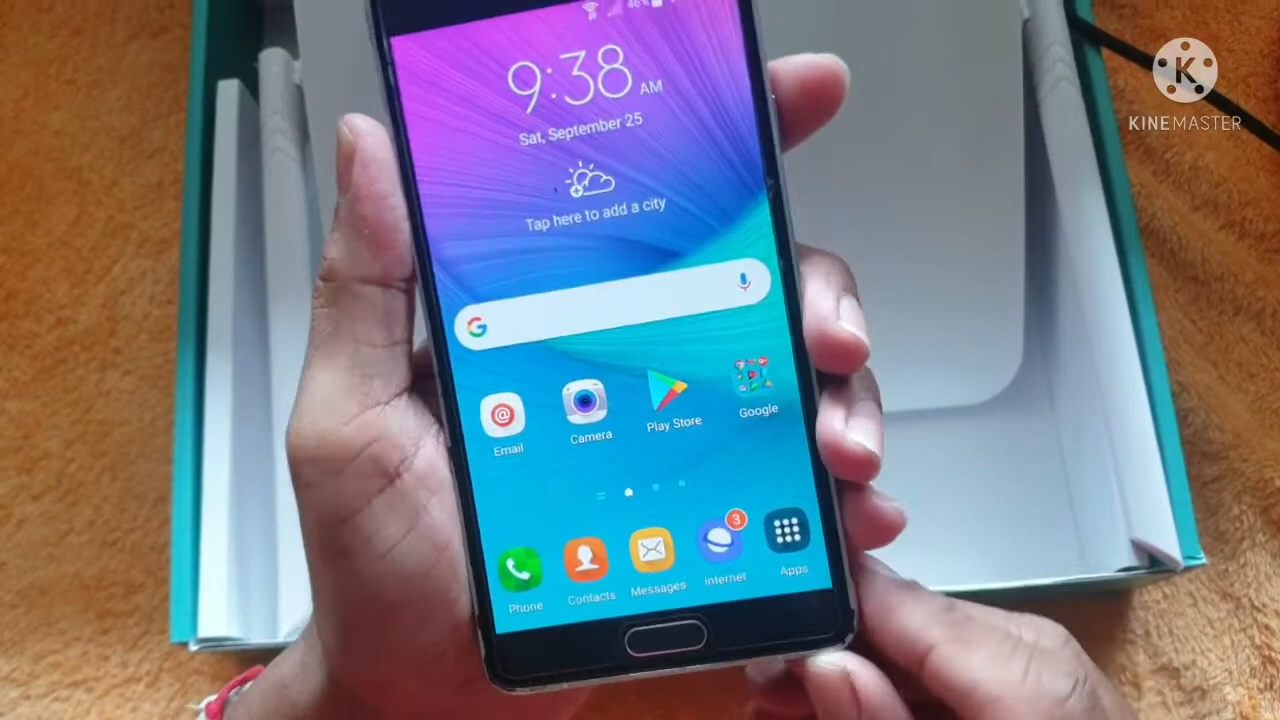 46%
9:38 AM
Sat, September 25
Tap here to add a city
Email
Camera
Play Store
Google
3
Phone
Contacts
Messages
Internet
Apps
K
KINEMASTER